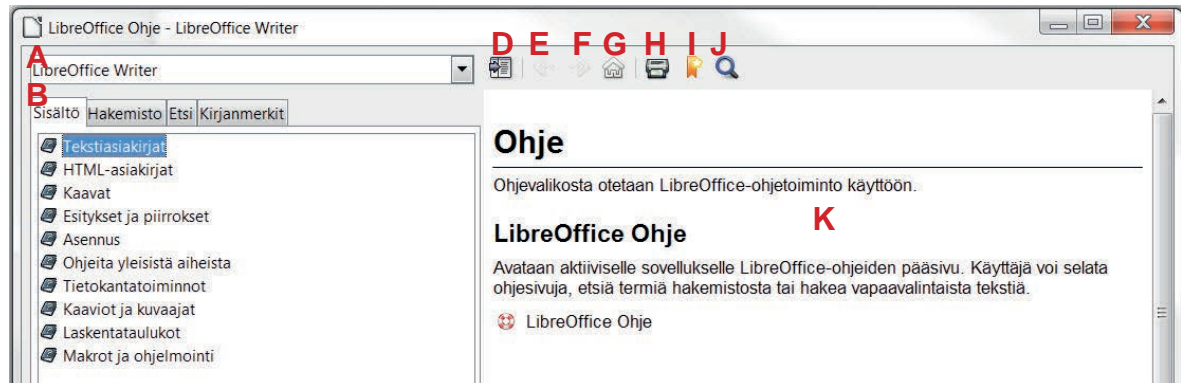 LibreOffice Ohje - LibreOffice Writer
A
D E F G H I J
LibreOffice Writer
B
Sisältö Hakemisto Etsi Kirjanmerkit
Tekstiasiakirjat
HTML-asiakirjat
Kaavat
Esitykset ja piirrokset
Asennus
Ohjeita yleisistä aiheista
Tietokantatoiminnot
Kaaviot ja kuvaajat
Laskentataulukot
Makrot ja ohjelmointi
Ohje
Ohjevalikosta otetaan LibreOffice-ohjetoiminto käyttöön.
K
LibreOffice Ohje
Avataan aktiiviselle sovellukselle LibreOffice-ohjeiden pääsivu. Käyttäjä voi selata
ohjesivuja, etsiä termiä hakemistosta tai hakea vapaavalintaista tekstiä.
LibreOffice Ohje